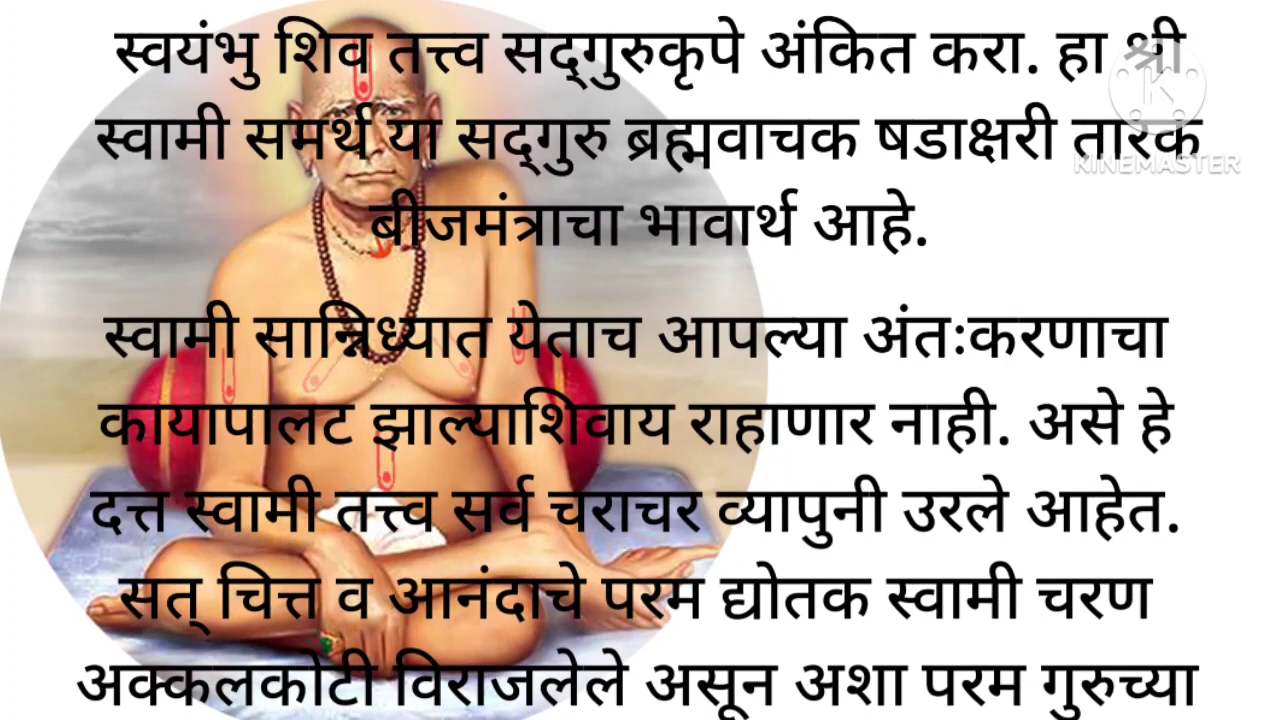 स्वयंभु शिव तत्त्व सद्‌गुरुकृपे अंकित करा. हा श्री
स्वामी समर्थ या सद्‌गुरु ब्रह्मवाचक षडाक्षरी तारक
बीजमंत्राचा भावार्थ आहे.
स्वामी सान्निध्यात येताच आपल्या अंतःकरणाचा
कायापालट झाल्याशिवाय राहाणार नाही. असे हे
दत्त स्वामी तत्त्व सर्व चराचर व्यापुनी उरले आहेत.
सत् चित्त व आनंदाचे परम द्योतक स्वामी चरण
अक्कलकोटी विराजलेले असून अशा परम गुरुच्या
K
KINEMASTER